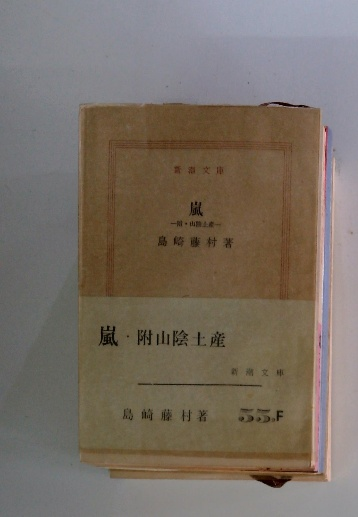 新潮文庫
嵐
—附・山陰土産—
島崎藤村著
嵐・附山陰土産
新潮文庫
島崎藤村著
55.F